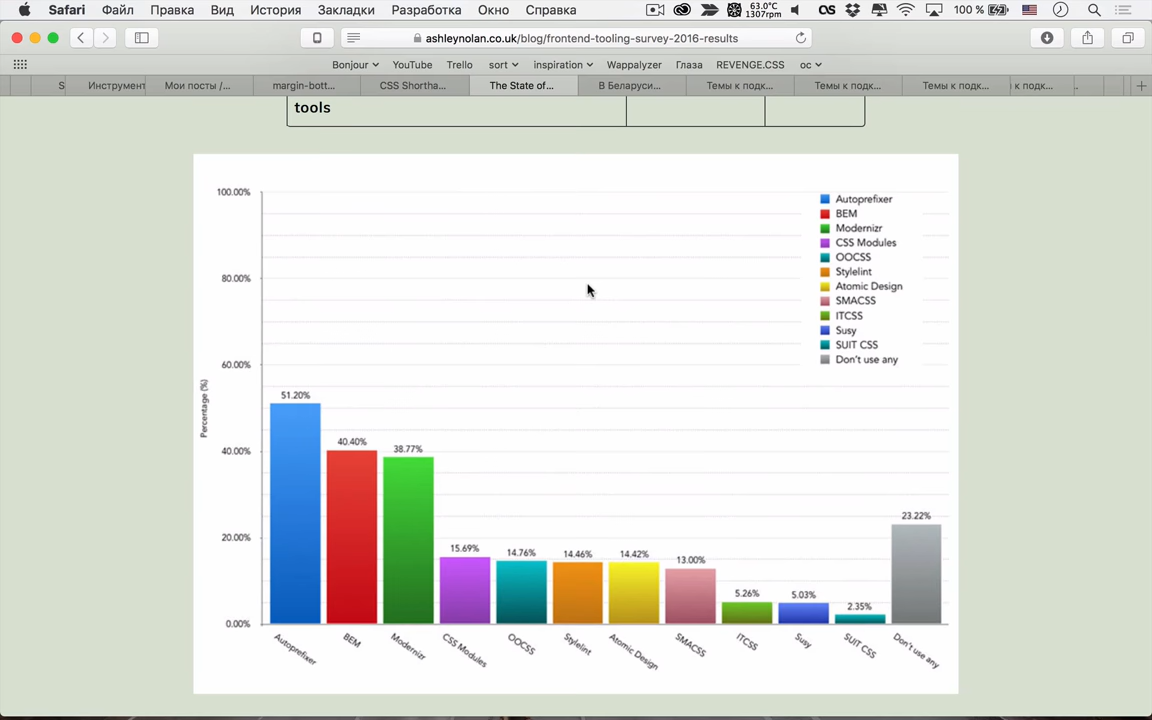 Safari Файл Правка Вид История Закладки Разработка Окно Справка 63.0°C 1307rpm 100 %
ashleynolan.co.uk/blog/frontend-tooling-survey-2016-results
Bonjour YouTube Trello sort inspiration Wappalyzer Глаза REVENGE.CSS ос
S Инструмент Мои посты /... margin-bott... CSS Shortha... The State of... В Беларуси... Темы к подк... Темы к подк... Темы к подк... к подк...
tools
100.00%
80.00%
60.00%
40.00%
20.00%
0.00%
Percentage (%)
Autoprefixer
BEM
Modernizr
CSS Modules
OOCSS
Stylelint
Atomic Design
SMACSS
ITCSS
Susy
SUIT CSS
Don't use any
51.20%
40.40%
38.77%
15.69%
14.76%
14.46%
14.42%
13.00%
5.26%
5.03%
2.35%
23.22%
Autoprefixer
BEM
Modernizr
CSS Modules
OOCSS
Stylelint
Atomic Design
SMACSS
ITCSS
Susy
SUIT CSS
Don't use any